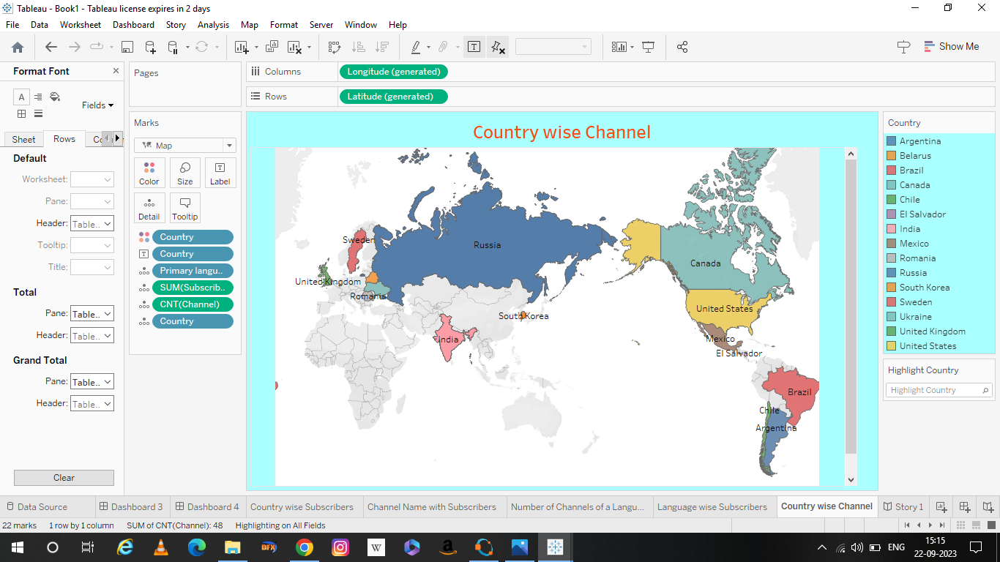 Tableau - Book1 - Tableau license expires in 2 days
File Data Worksheet Dashboard Story Analysis Map Format Server Window Help
Show Me
Format Font
Fields
Sheet Rows
Default
Worksheet:
Pane:
Header: Table..
Tooltip:
Title:
Total
Pane: Table..
Header: Table..
Grand Total
Pane: Table..
Header: Table..
Clear
Pages
Marks
Map
Color Size Label
Detail Tooltip
Country
Country
Primary langu..
SUM(Subscrib..
CNT(Channel)
Country
Columns Longitude (generated)
Rows Latitude (generated)
Country wise Channel
Sweden
Russia
United Kingdom
Romania
South Korea
India
Canada
United States
Mexico
El Salvador
Brazil
Chile
Argentina
Country
Argentina
Belarus
Brazil
Canada
Chile
El Salvador
India
Mexico
Romania
Russia
South Korea
Sweden
Ukraine
United Kingdom
United States
Highlight Country
Highlight Country
Data Source Dashboard 3 Dashboard 4 Country wise Subscribers Channel Name with Subscribers Number of Channels of a Langu... Language wise Subscribers Country wise Channel Story 1
22 marks 1 row by 1 column SUM of CNT(Channel): 48 Highlighting on All Fields
DFX W a ENG 15:15
22-09-2023